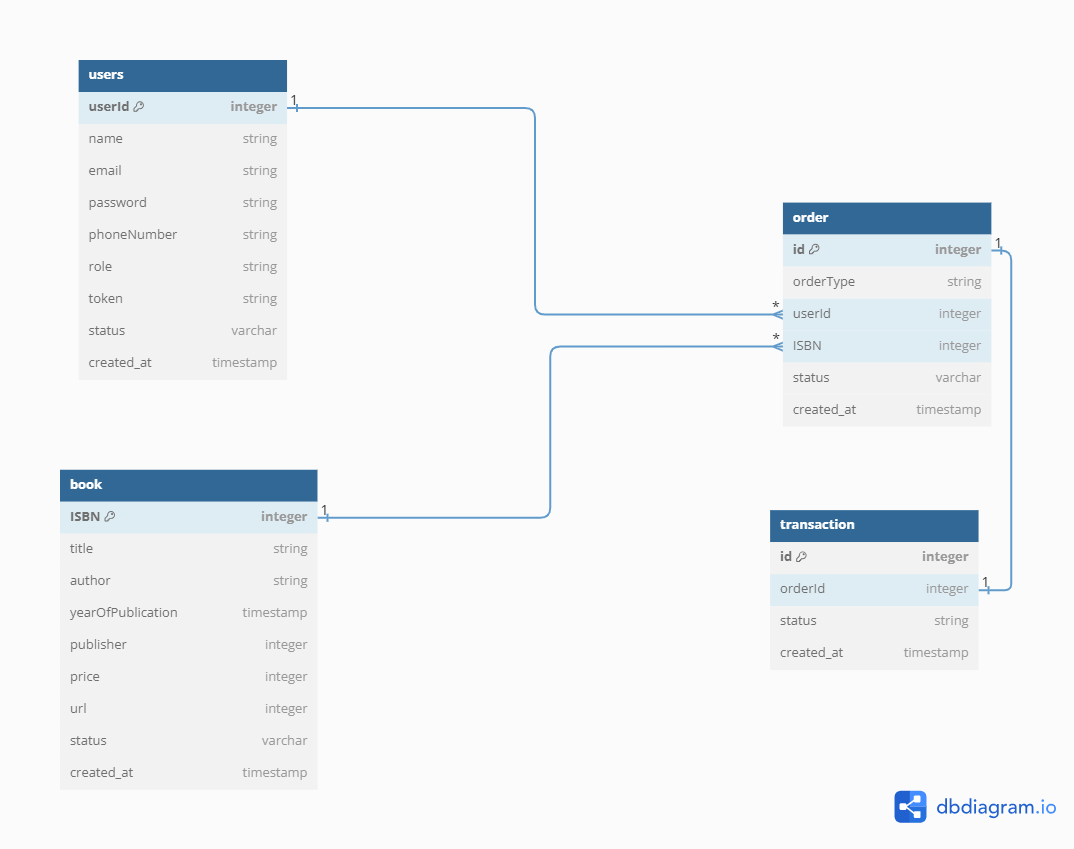 users
userId integer
name string
email string
password string
phoneNumber string
role string
token string
status varchar
created_at timestamp
1
order
id integer
orderType string
userId integer
ISBN integer
status varchar
created_at timestamp
1
*
*
book
ISBN integer
title string
author string
yearOfPublication timestamp
publisher integer
price integer
url integer
status varchar
created_at timestamp
1
transaction
id integer
orderId integer
status string
created_at timestamp
1
dbdiagram.io